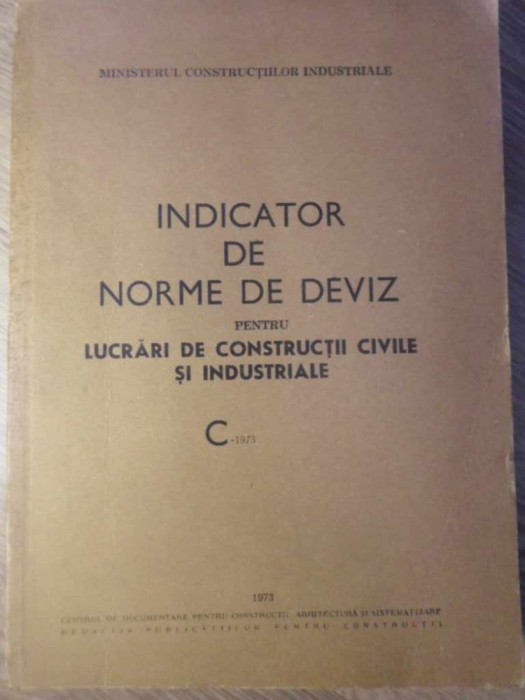 MINISTERUL CONSTRUCȚIILOR INDUSTRIALE
INDICATOR
DE
NORME DE DEVIZ
PENTRU
LUCRĂRI DE CONSTRUCȚII CIVILE
ȘI INDUSTRIALE
C-1973
1973
CENTRUL DE DOCUMENTARE PENTRU CONSTRUCȚII, ARHITECTURĂ ȘI SISTEMATIZARE
REDACȚIA PUBLICAȚIILOR PENTRU CONSTRUCȚII